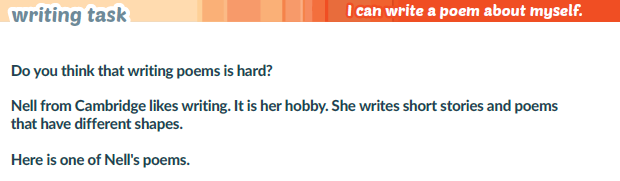 writing task
I can write a poem about myself.
Do you think that writing poems is hard?
Nell from Cambridge likes writing. It is her hobby. She writes short stories and poems
that have different shapes.
Here is one of Nell's poems.